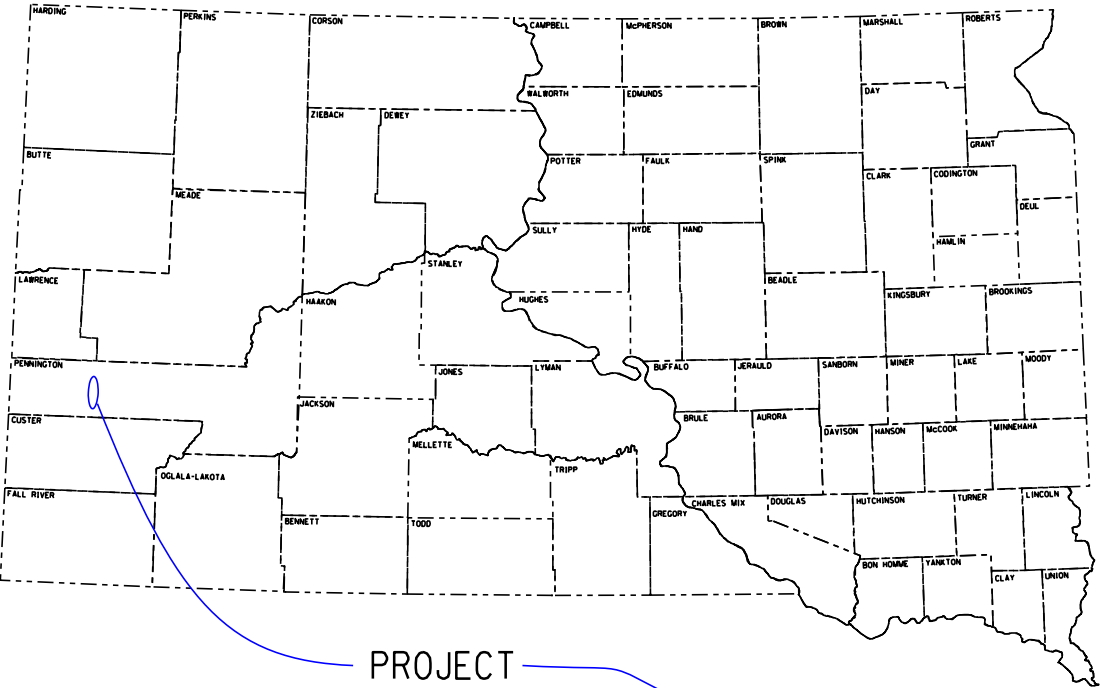 HARDING
PERKINS
CORSON
CAMPBELL
McPHERSON
BROWN
MARSHALL
ROBERTS
WALWORTH
EDMUNDS
DAY
ZIEBACH
DEWEY
GRANT
BUTTE
POTTER
FAULK
SPINK
CLARK
CODINGTON
MEADE
DEUL
SULLY
HYDE
HAND
HAMLIN
STANLEY
LAWRENCE
BEADLE
HAAKON
HUGHES
KINGSBURY
BROOKINGS
PENNINGTON
JONES
LYMAN
BUFFALO
JERAULD
SANBORN
MINER
LAKE
MOODY
JACKSON
CUSTER
BRULE
AURORA
DAVISON
HANSON
McCOOK
MINNEHAHA
MELLETTE
TRIPP
OGLALA-LAKOTA
FALL RIVER
CHARLES MIX
DOUGLAS
HUTCHINSON
TURNER
LINCOLN
BENNETT
TODD
GREGORY
BON HOMME
YANKTON
CLAY
UNION
PROJECT